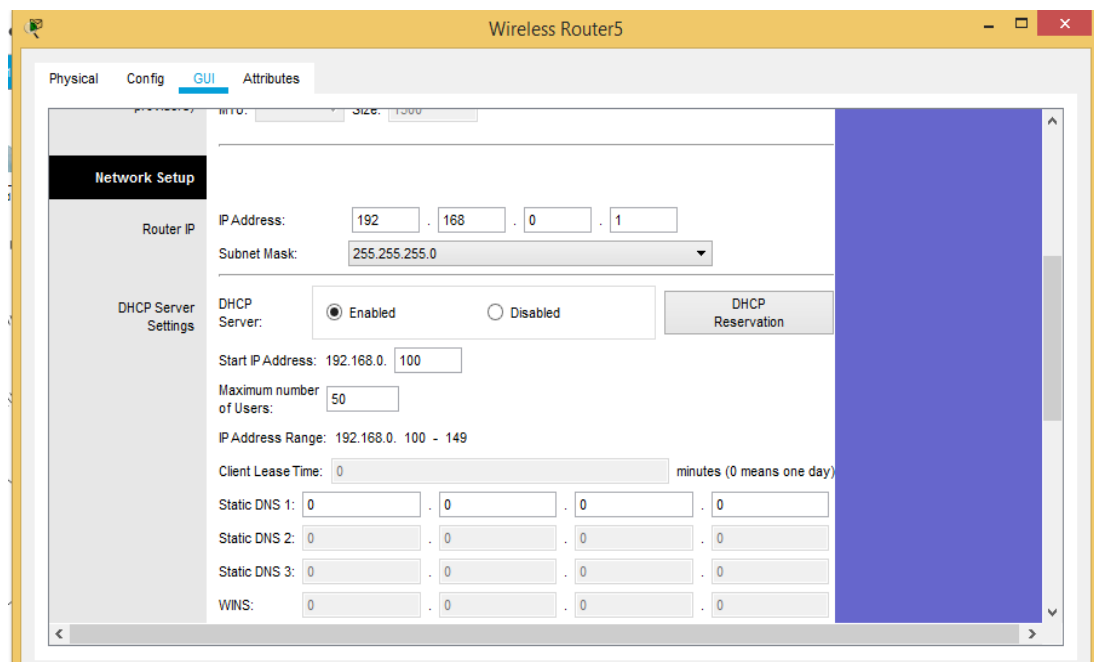 Wireless Router5
Physical Config GUI Attributes
MTU: Size: 1500
Network Setup
Router IP
IP Address: 192 . 168 . 0 . 1
Subnet Mask: 255.255.255.0
DHCP Server Settings
DHCP Server: Enabled Disabled
DHCP Reservation
Start IP Address: 192.168.0. 100
Maximum number of Users: 50
IP Address Range: 192.168.0. 100 - 149
Client Lease Time: 0 minutes (0 means one day)
Static DNS 1: 0 . 0 . 0 . 0
Static DNS 2: 0 . 0 . 0 . 0
Static DNS 3: 0 . 0 . 0 . 0
WINS: 0 . 0 . 0 . 0